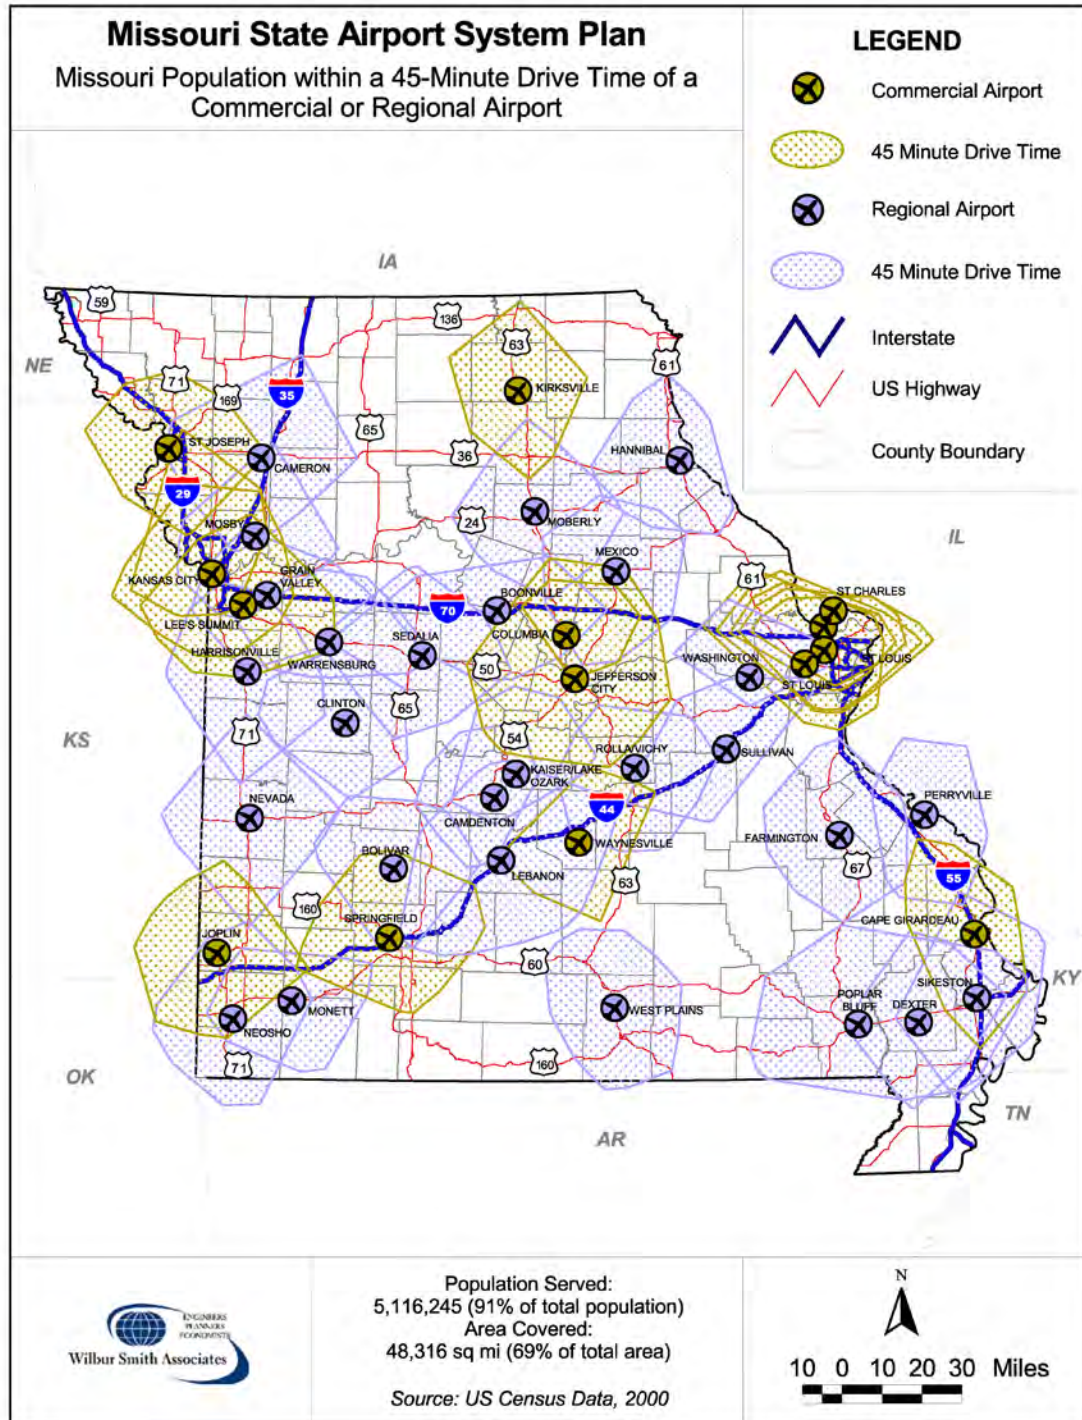 Missouri State Airport System Plan
Missouri Population within a 45-Minute Drive Time of a
Commercial or Regional Airport
LEGEND
Commercial Airport
45 Minute Drive Time
Regional Airport
45 Minute Drive Time
Interstate
US Highway
County Boundary
IA
NE
59
136
63
61
71
169
35
KIRKSVILLE
65
36
ST JOSEPH
CAMERON
HANNIBAL
29
MOSBY
24
MOBERLY
IL
MEXICO
KANSAS CITY
GRAIN
VALLEY
61
ST CHARLES
70
BOONVILLE
LEE'S SUMMIT
COLUMBIA
HARRISONVILLE
SEDALIA
WARRENSBURG
50
WASHINGTON
ST LOUIS
ST LOUIS
JEFFERSON
CITY
CLINTON
65
KS
71
54
ROLLA/VICHY
SULLIVAN
KAISER/LAKE
OZARK
NEVADA
CAMDENTON
44
PERRYVILLE
FARMINGTON
WAYNESVILLE
BOLIVAR
LEBANON
63
67
55
160
SPRINGFIELD
CAPE GIRARDEAU
JOPLIN
60
SIKESTON
KY
MONETT
NEOSHO
WEST PLAINS
POPLAR
BLUFF
DEXTER
71
160
OK
TN
AR
ENGINEERS
PLANNERS
ECONOMISTS
Wilbur Smith Associates
Population Served:
5,116,245 (91% of total population)
Area Covered:
48,316 sq mi (69% of total area)
Source: US Census Data, 2000
N
10 0 10 20 30 Miles